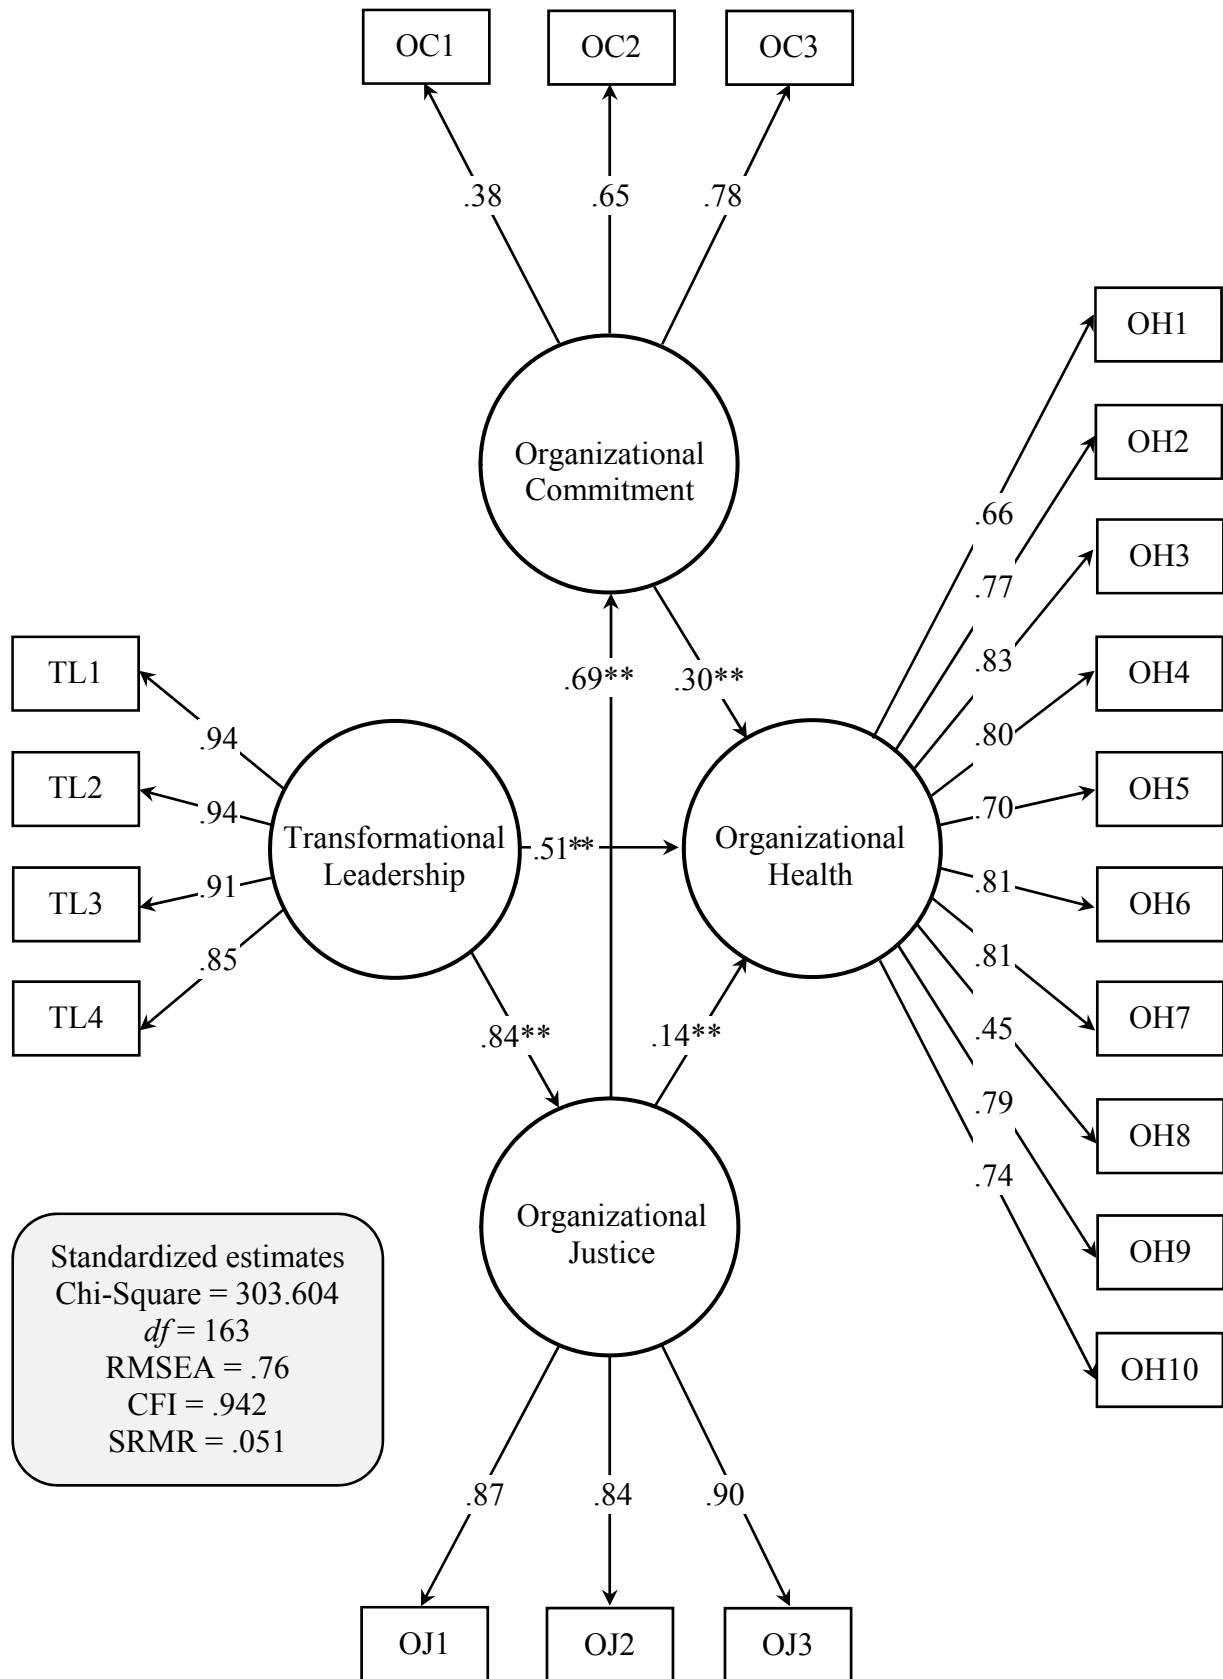 OC1
OC2
OC3
.38
.65
.78
OH1
OH2
OH3
OH4
OH5
OH6
OH7
OH8
OH9
OH10
.66
.77
.83
.80
.70
.81
.81
.45
.79
.74
Organizational
Commitment
.69**
.30**
TL1
TL2
TL3
TL4
.94
.94
.91
.85
Transformational
Leadership
.51**
Organizational
Health
.84**
.14**
Organizational
Justice
Standardized estimates
Chi-Square = 303.604
df = 163
RMSEA = .76
CFI = .942
SRMR = .051
.87
.84
.90
OJ1
OJ2
OJ3